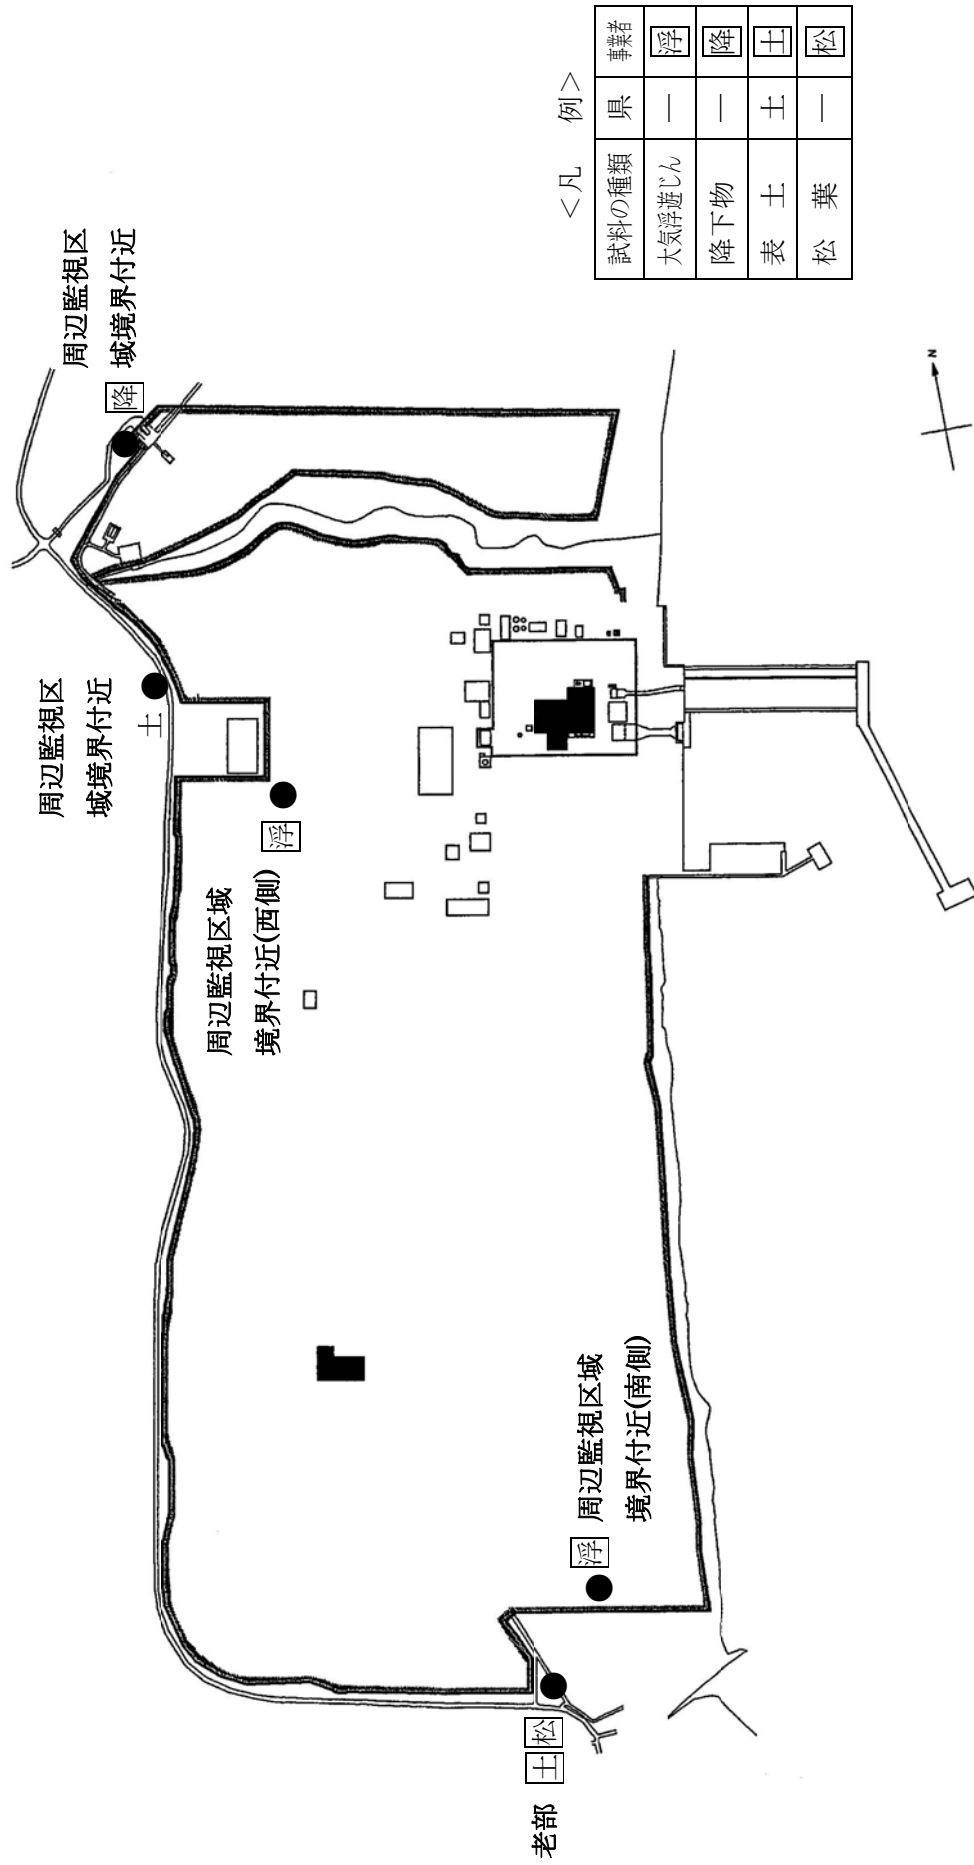 <凡　例>
試料の種類 県 事業者
大気浮遊じん ― 浮
降下物 ― 降
表　土 土 土
松　葉 ― 松
周辺監視区
域境界付近
降
周辺監視区
域境界付近
土
浮
周辺監視区域
境界付近(西側)
周辺監視区域
境界付近(南側)
浮
老部 土 松
N